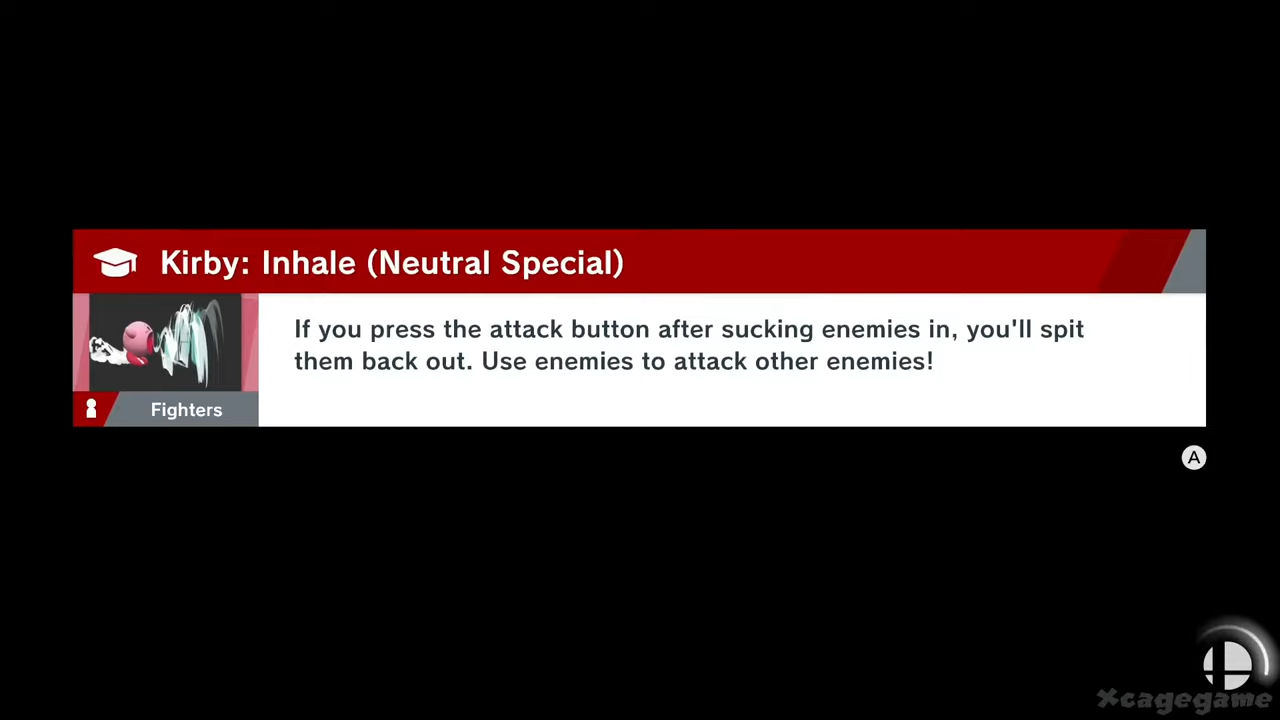 Kirby: Inhale (Neutral Special)
If you press the attack button after sucking enemies in, you'll spit
them back out. Use enemies to attack other enemies!
Fighters
A
Xcagegame